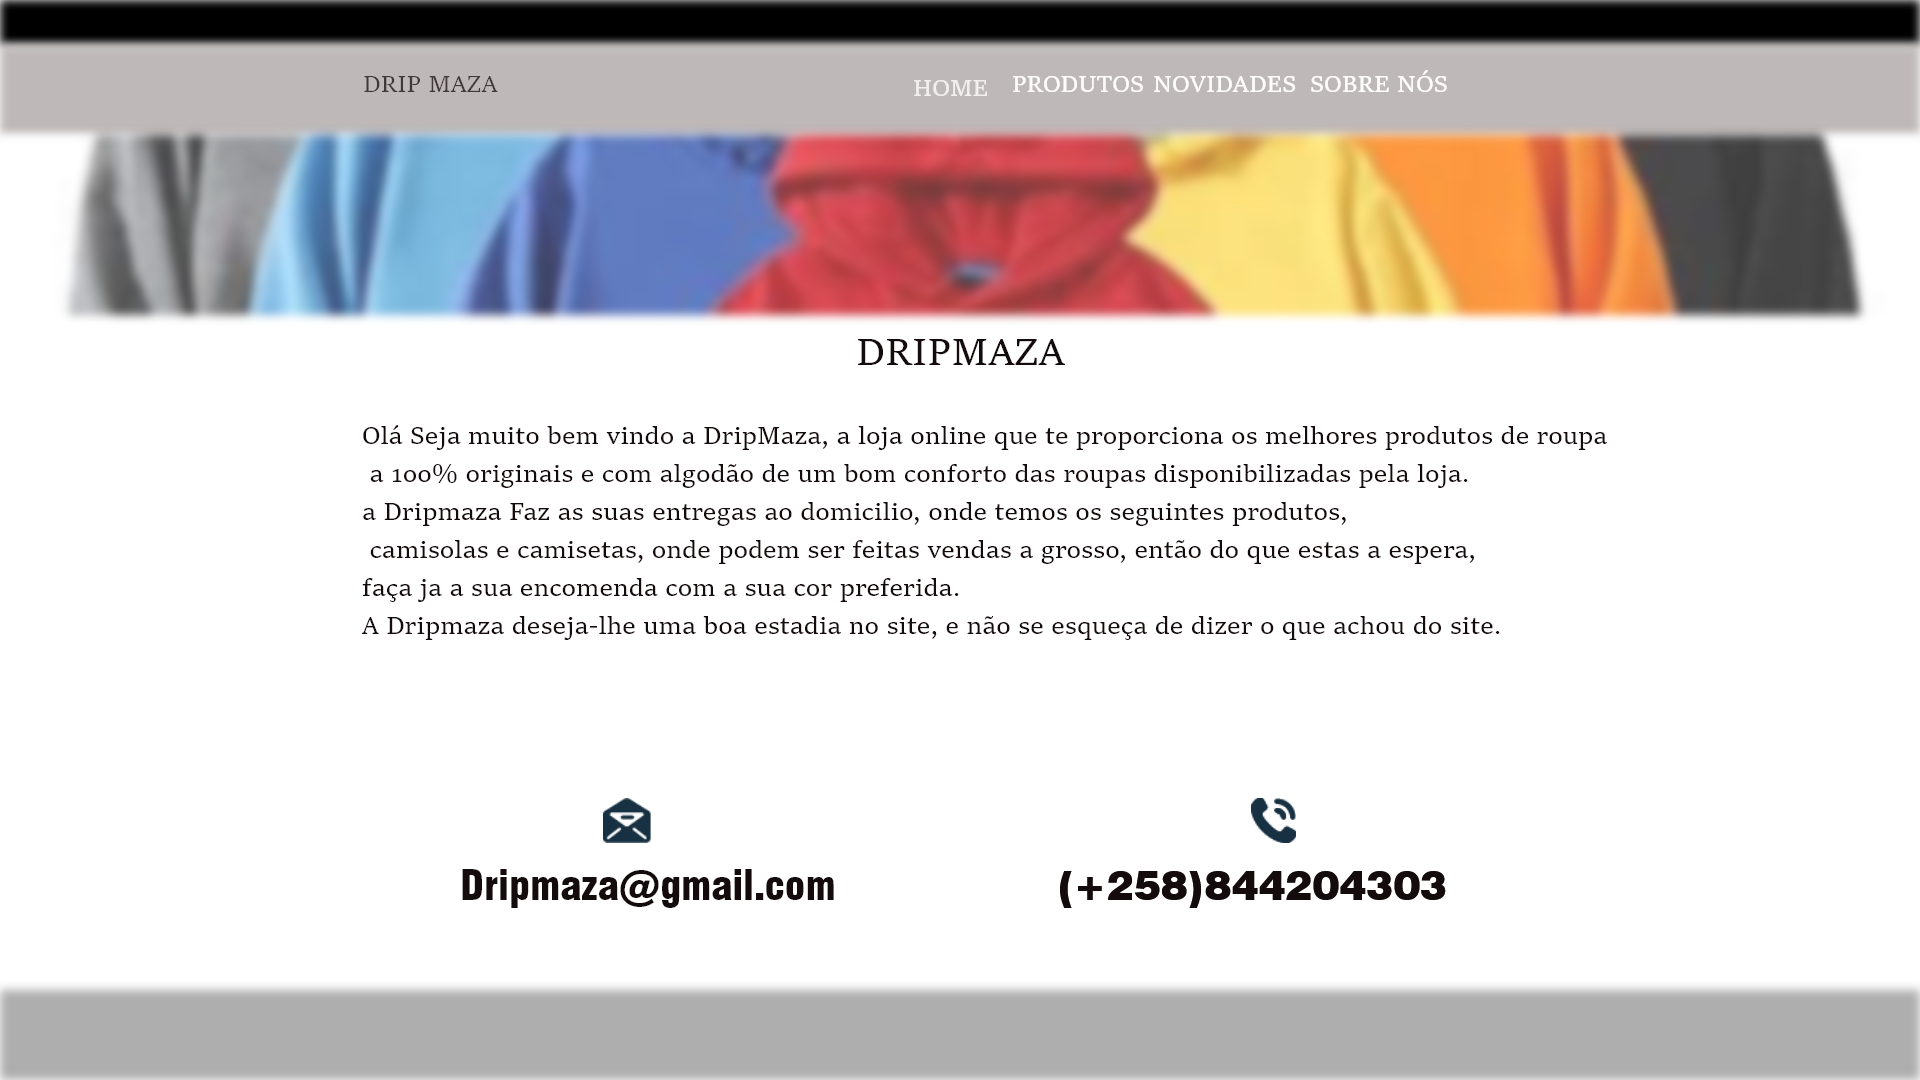 DRIP MAZA
HOME PRODUTOS NOVIDADES SOBRE NÓS
DRIPMAZA
Olá Seja muito bem vindo a DripMaza, a loja online que te proporciona os melhores produtos de roupa
a 100% originais e com algodão de um bom conforto das roupas disponibilizadas pela loja.
a Dripmaza Faz as suas entregas ao domicilio, onde temos os seguintes produtos,
camisolas e camisetas, onde podem ser feitas vendas a grosso, então do que estas a espera,
faça ja a sua encomenda com a sua cor preferida.
A Dripmaza deseja-lhe uma boa estadia no site, e não se esqueça de dizer o que achou do site.
Dripmaza@gmail.com
(+258)844204303